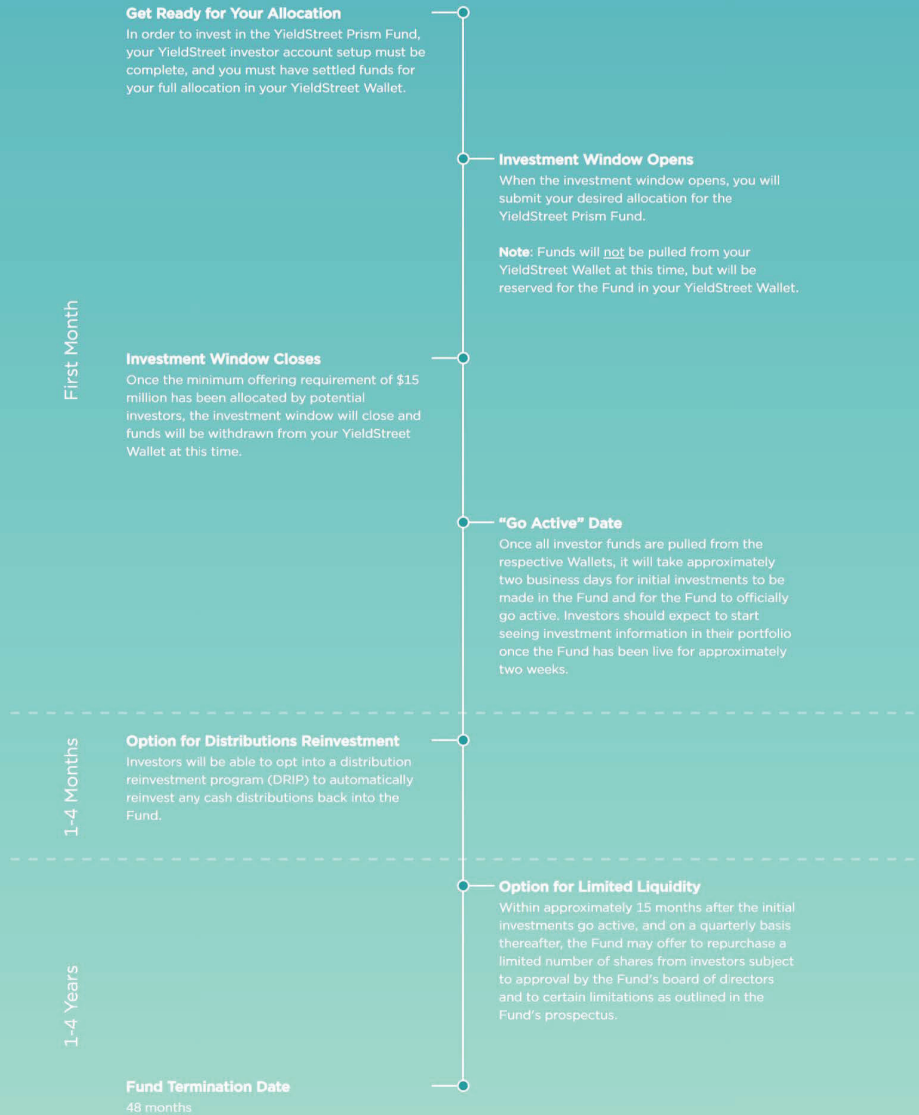 Get Ready for Your Allocation
In order to invest in the YieldStreet Prism Fund,
your YieldStreet investor account setup must be
complete, and you must have settled funds for
your full allocation in your YieldStreet Wallet.
Investment Window Opens
When the investment window opens, you will
submit your desired allocation for the
YieldStreet Prism Fund.
Note: Funds will not be pulled from your
YieldStreet Wallet at this time, but will be
reserved for the Fund in your YieldStreet Wallet.
First Month
Investment Window Closes
Once the minimum offering requirement of $15
million has been allocated by potential
investors, the investment window will close and
funds will be withdrawn from your YieldStreet
Wallet at this time.
“Go Active” Date
Once all investor funds are pulled from the
respective Wallets, it will take approximately
two business days for initial investments to be
made in the Fund and for the Fund to officially
go active. Investors should expect to start
seeing investment information in their portfolio
once the Fund has been live for approximately
two weeks.
1-4 Months
Option for Distributions Reinvestment
Investors will be able to opt into a distribution
reinvestment program (DRIP) to automatically
reinvest any cash distributions back into the
Fund.
Option for Limited Liquidity
Within approximately 15 months after the initial
investments go active, and on a quarterly basis
thereafter, the Fund may offer to repurchase a
limited number of shares from investors subject
to approval by the Fund's board of directors
and to certain limitations as outlined in the
Fund's prospectus.
1-4 Years
Fund Termination Date
48 months